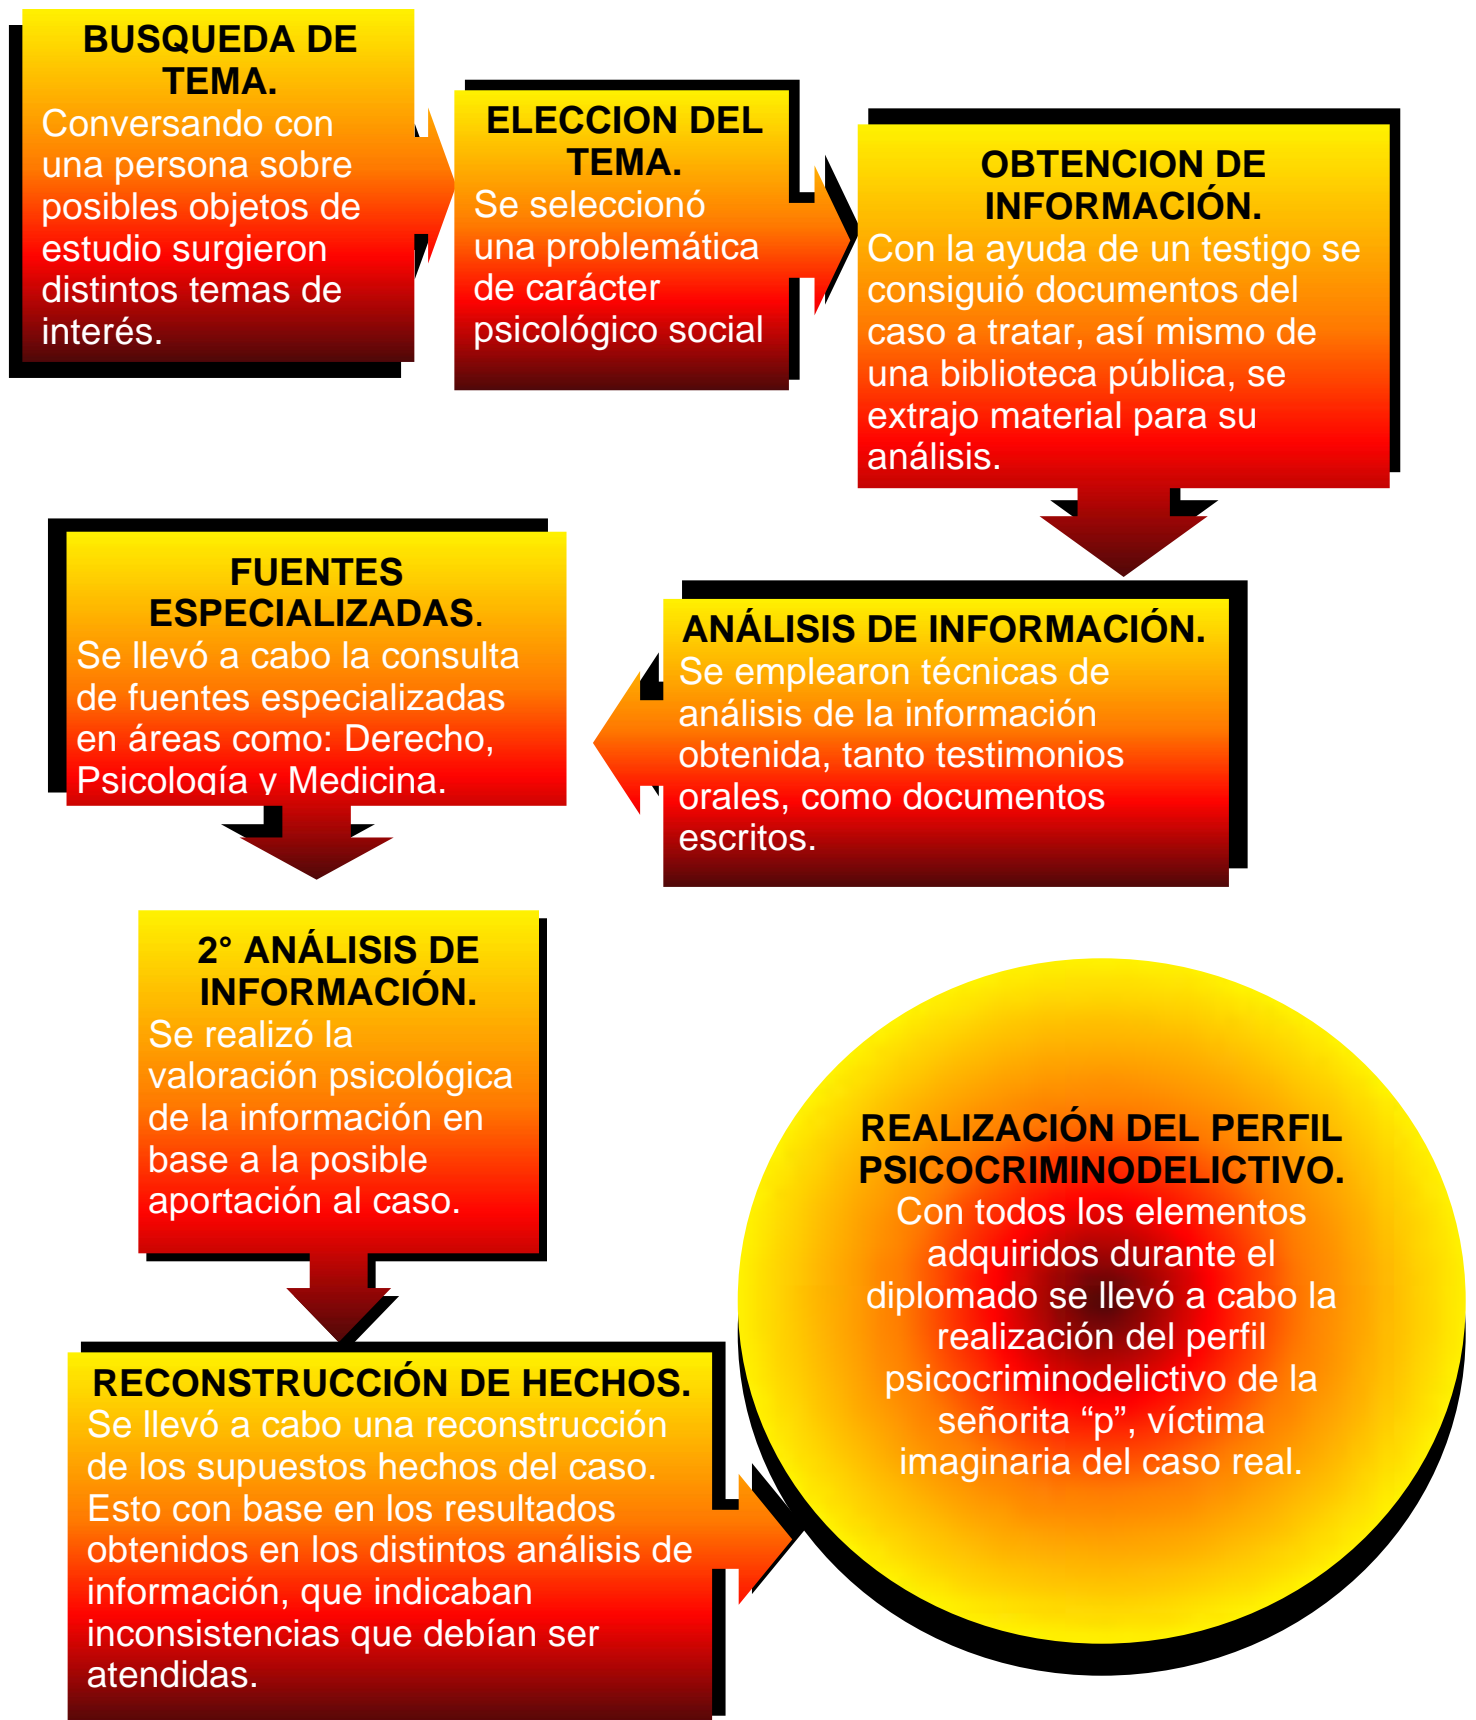 BUSQUEDA DE
TEMA.
Conversando con
una persona sobre
posibles objetos de
estudio surgieron
distintos temas de
interés.
ELECCION DEL
TEMA.
Se seleccionó
una problemática
de carácter
psicológico social
OBTENCION DE
INFORMACIÓN.
Con la ayuda de un testigo se
consiguió documentos del
caso a tratar, así mismo de
una biblioteca pública, se
extrajo material para su
análisis.
ANÁLISIS DE INFORMACIÓN.
Se emplearon técnicas de
análisis de la información
obtenida, tanto testimonios
orales, como documentos
escritos.
FUENTES
ESPECIALIZADAS.
Se llevó a cabo la consulta
de fuentes especializadas
en áreas como: Derecho,
Psicología y Medicina.
2° ANÁLISIS DE
INFORMACIÓN.
Se realizó la
valoración psicológica
de la información en
base a la posible
aportación al caso.
RECONSTRUCCIÓN DE HECHOS.
Se llevó a cabo una reconstrucción
de los supuestos hechos del caso.
Esto con base en los resultados
obtenidos en los distintos análisis de
información, que indicaban
inconsistencias que debían ser
atendidas.
REALIZACIÓN DEL PERFIL
PSICOCRIMINODELICTIVO.
Con todos los elementos
adquiridos durante el
diplomado se llevó a cabo la
realización del perfil
psicocriminodelictivo de la
señorita “p”, víctima
imaginaria del caso real.